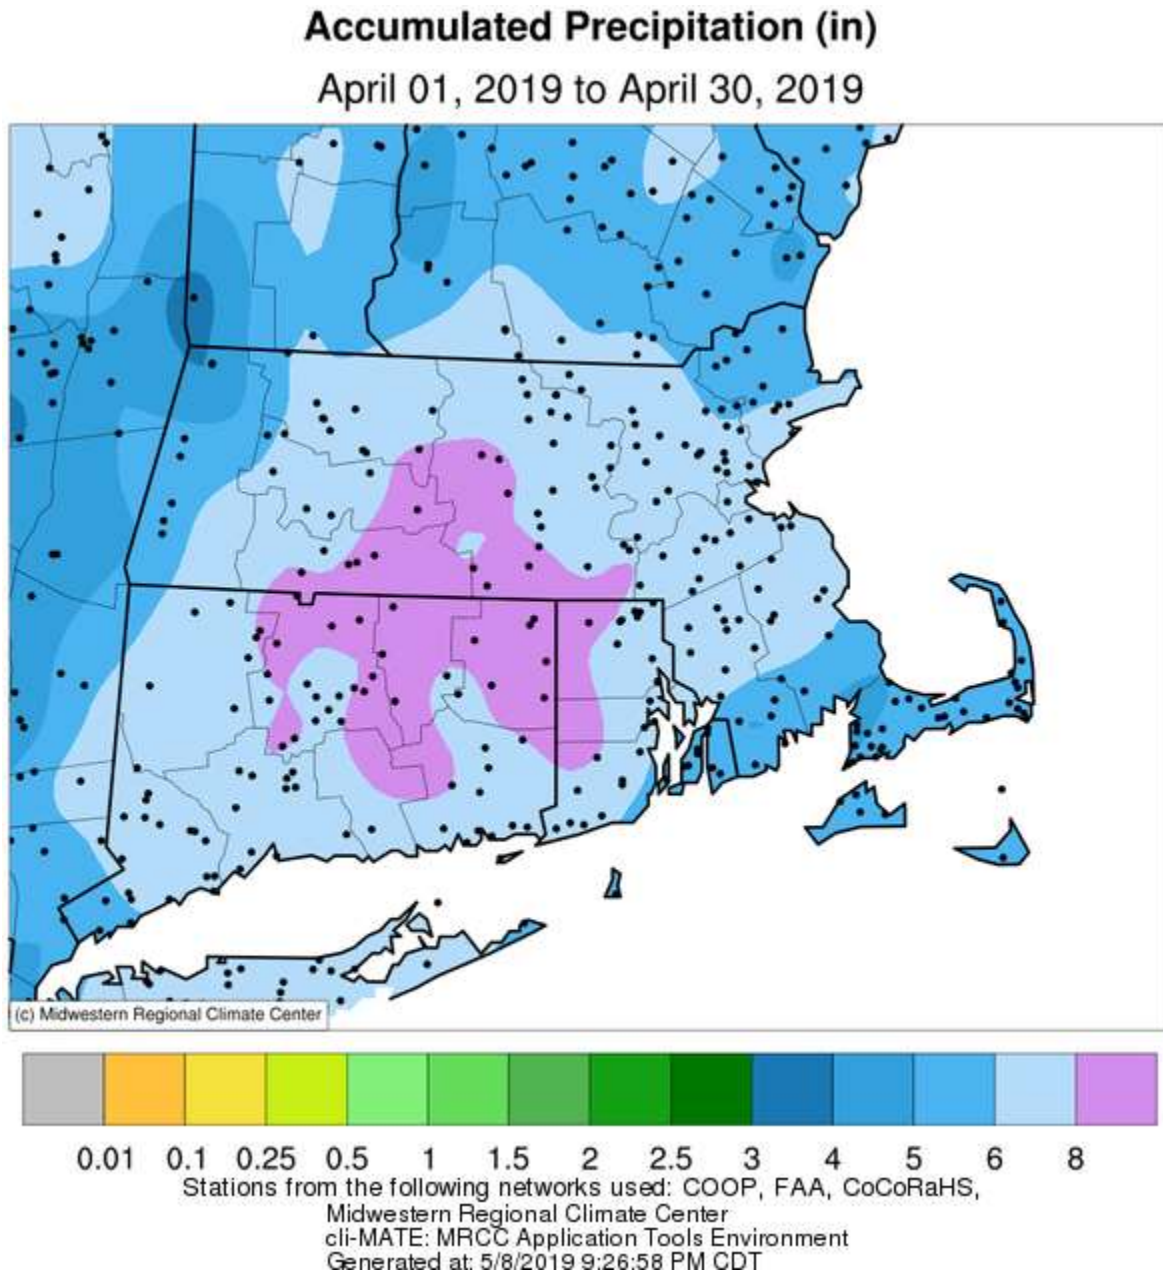 Accumulated Precipitation (in)
April 01, 2019 to April 30, 2019
(c) Midwestern Regional Climate Center
0.01 0.1 0.25 0.5 1 1.5 2 2.5 3 4 5 6 8
Stations from the following networks used: COOP, FAA, CoCoRaHS,
Midwestern Regional Climate Center
cli-MATE: MRCC Application Tools Environment
Generated at: 5/8/2019 9:26:58 PM CDT